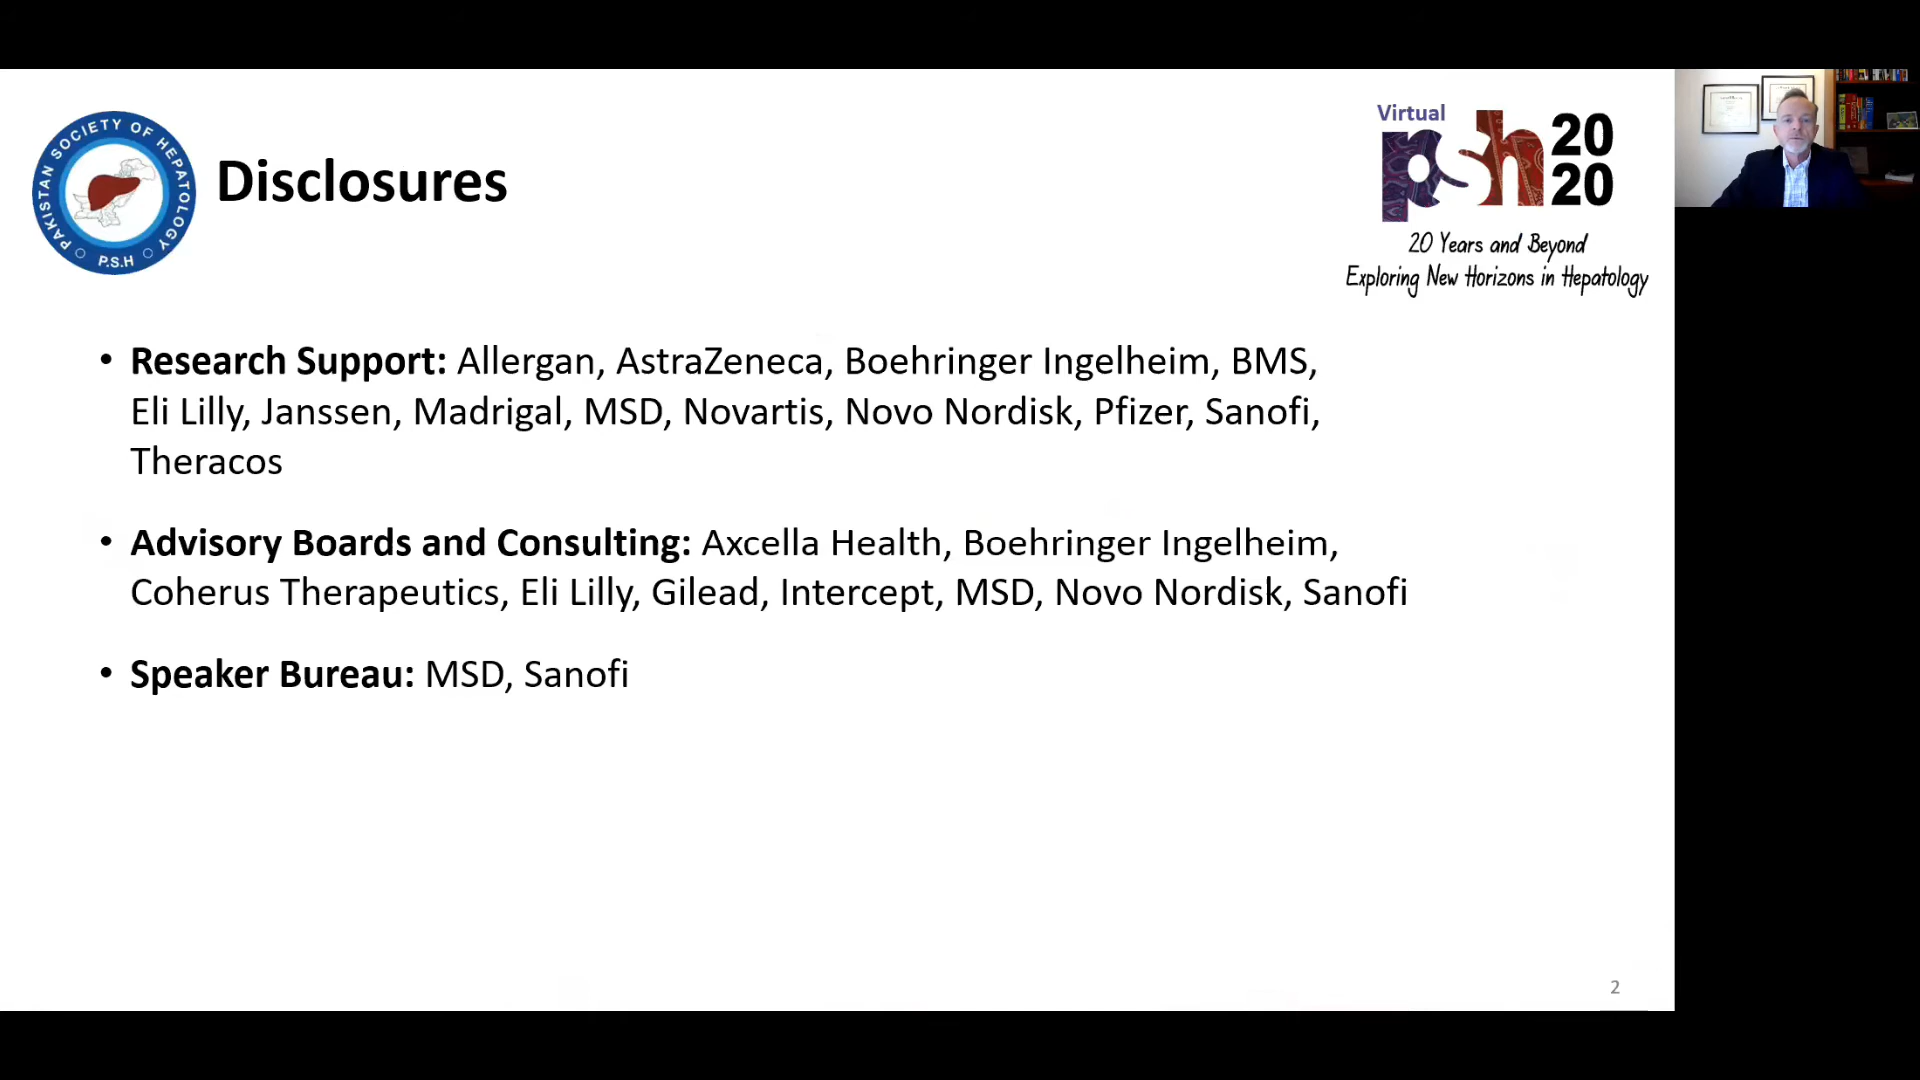 PAKISTAN SOCIETY OF HEPATOLOGY
P.S.H
Disclosures
Virtual
psh 20
20
20 Years and Beyond
Exploring New Horizons in Hepatology
• Research Support: Allergan, AstraZeneca, Boehringer Ingelheim, BMS,
Eli Lilly, Janssen, Madrigal, MSD, Novartis, Novo Nordisk, Pfizer, Sanofi,
Theracos
• Advisory Boards and Consulting: Axcella Health, Boehringer Ingelheim,
Coherus Therapeutics, Eli Lilly, Gilead, Intercept, MSD, Novo Nordisk, Sanofi
• Speaker Bureau: MSD, Sanofi
2